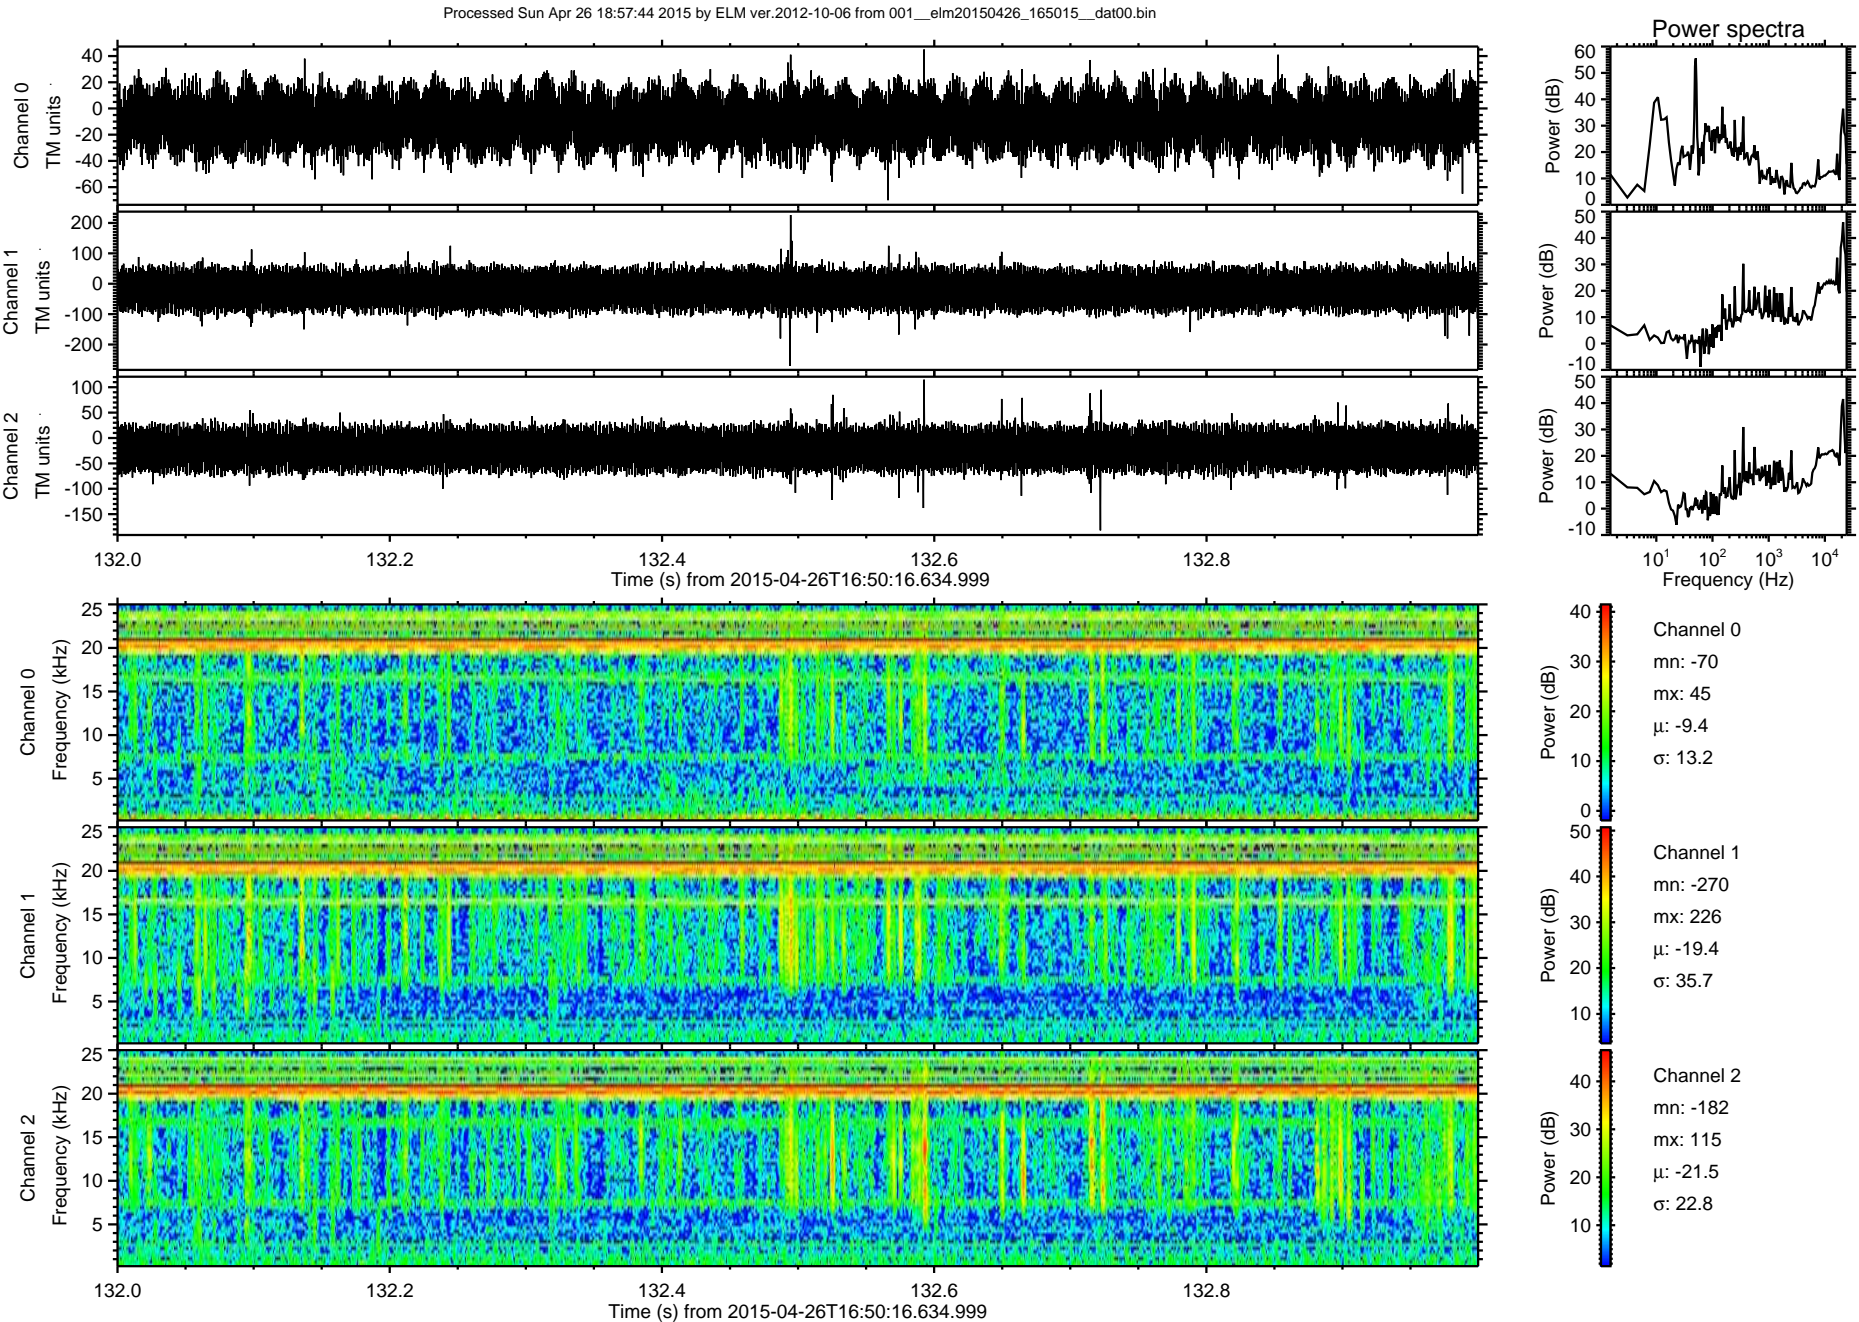 Processed Sun Apr 26 18:57:44 2015 by ELM ver.2012-10-06 from 001__elm20150426_165015__dat00.bin
Power spectra
Channel 0
TM units
40
20
0
-20
-40
-60
Power (dB)
60
50
40
30
20
10
0
Channel 1
TM units
200
100
0
-100
-200
Power (dB)
50
40
30
20
10
0
-10
Channel 2
TM units
100
50
0
-50
-100
-150
Power (dB)
50
40
30
20
10
0
-10
132.0 132.2 132.4 132.6 132.8
Time (s) from 2015-04-26T16:50:16.634.999
10¹ 10² 10³ 10⁴
Frequency (Hz)
Channel 0
Frequency (kHz)
25
20
15
10
5
Power (dB)
40
30
20
10
0
Channel 0
mn: -70
mx: 45
μ: -9.4
σ: 13.2
Channel 1
Frequency (kHz)
25
20
15
10
5
Power (dB)
50
40
30
20
10
Channel 1
mn: -270
mx: 226
μ: -19.4
σ: 35.7
Channel 2
Frequency (kHz)
25
20
15
10
5
Power (dB)
40
30
20
10
Channel 2
mn: -182
mx: 115
μ: -21.5
σ: 22.8
132.0 132.2 132.4 132.6 132.8
Time (s) from 2015-04-26T16:50:16.634.999